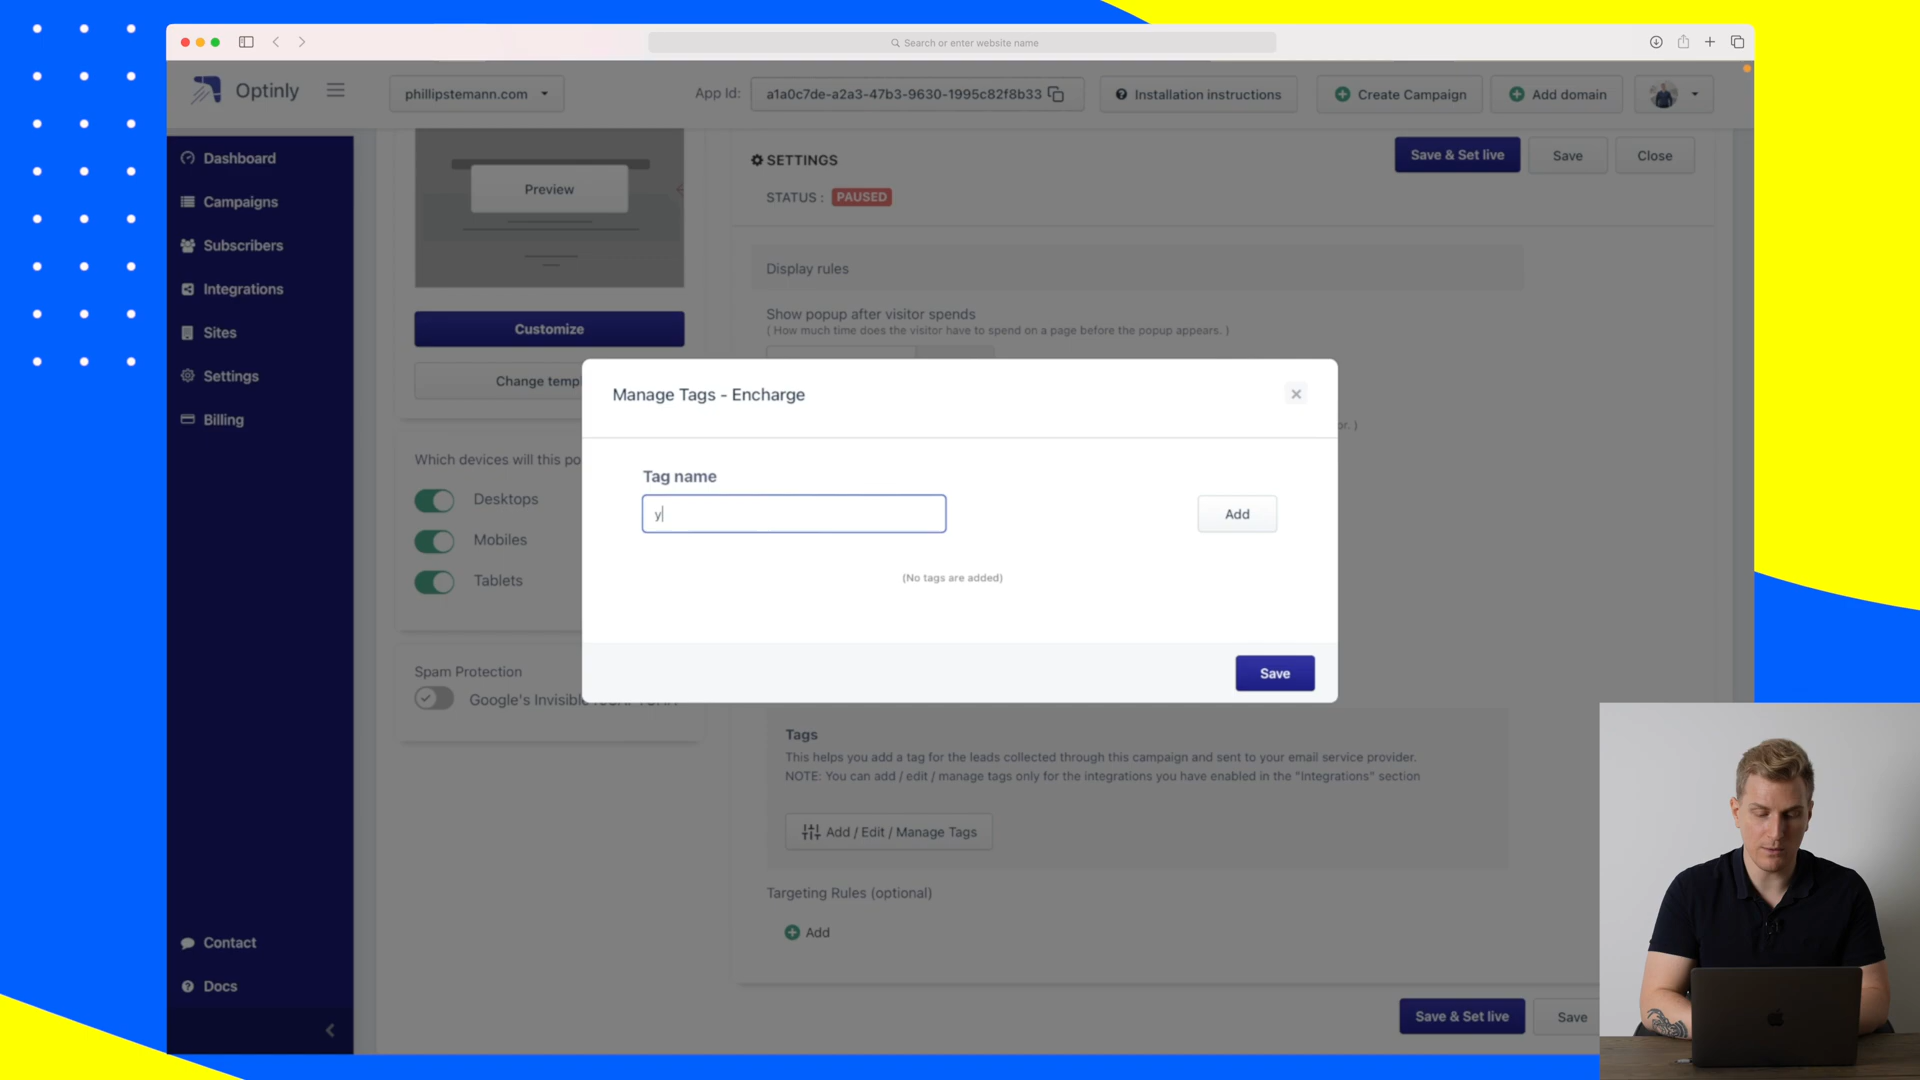 Search or enter website name
Optinly
phillipstemann.com
App Id:
a1a0c7de-a2a3-47b3-9630-1995c82f8b33
Installation instructions
Create Campaign
Add domain
Dashboard
Campaigns
Subscribers
Integrations
Sites
Settings
Billing
Contact
Docs
Preview
Customize
Change templ
Which devices will this po
Desktops
Mobiles
Tablets
Spam Protection
Google's Invisible
SETTINGS
STATUS : PAUSED
Save & Set live
Save
Close
Display rules
Show popup after visitor spends
( How much time does the visitor have to spend on a page before the popup appears. )
or. )
Manage Tags - Encharge
Tag name
y
Add
(No tags are added)
Save
Tags
This helps you add a tag for the leads collected through this campaign and sent to your email service provider.
NOTE: You can add / edit / manage tags only for the integrations you have enabled in the "Integrations" section
Add / Edit / Manage Tags
Targeting Rules (optional)
Add
Save & Set live
Save